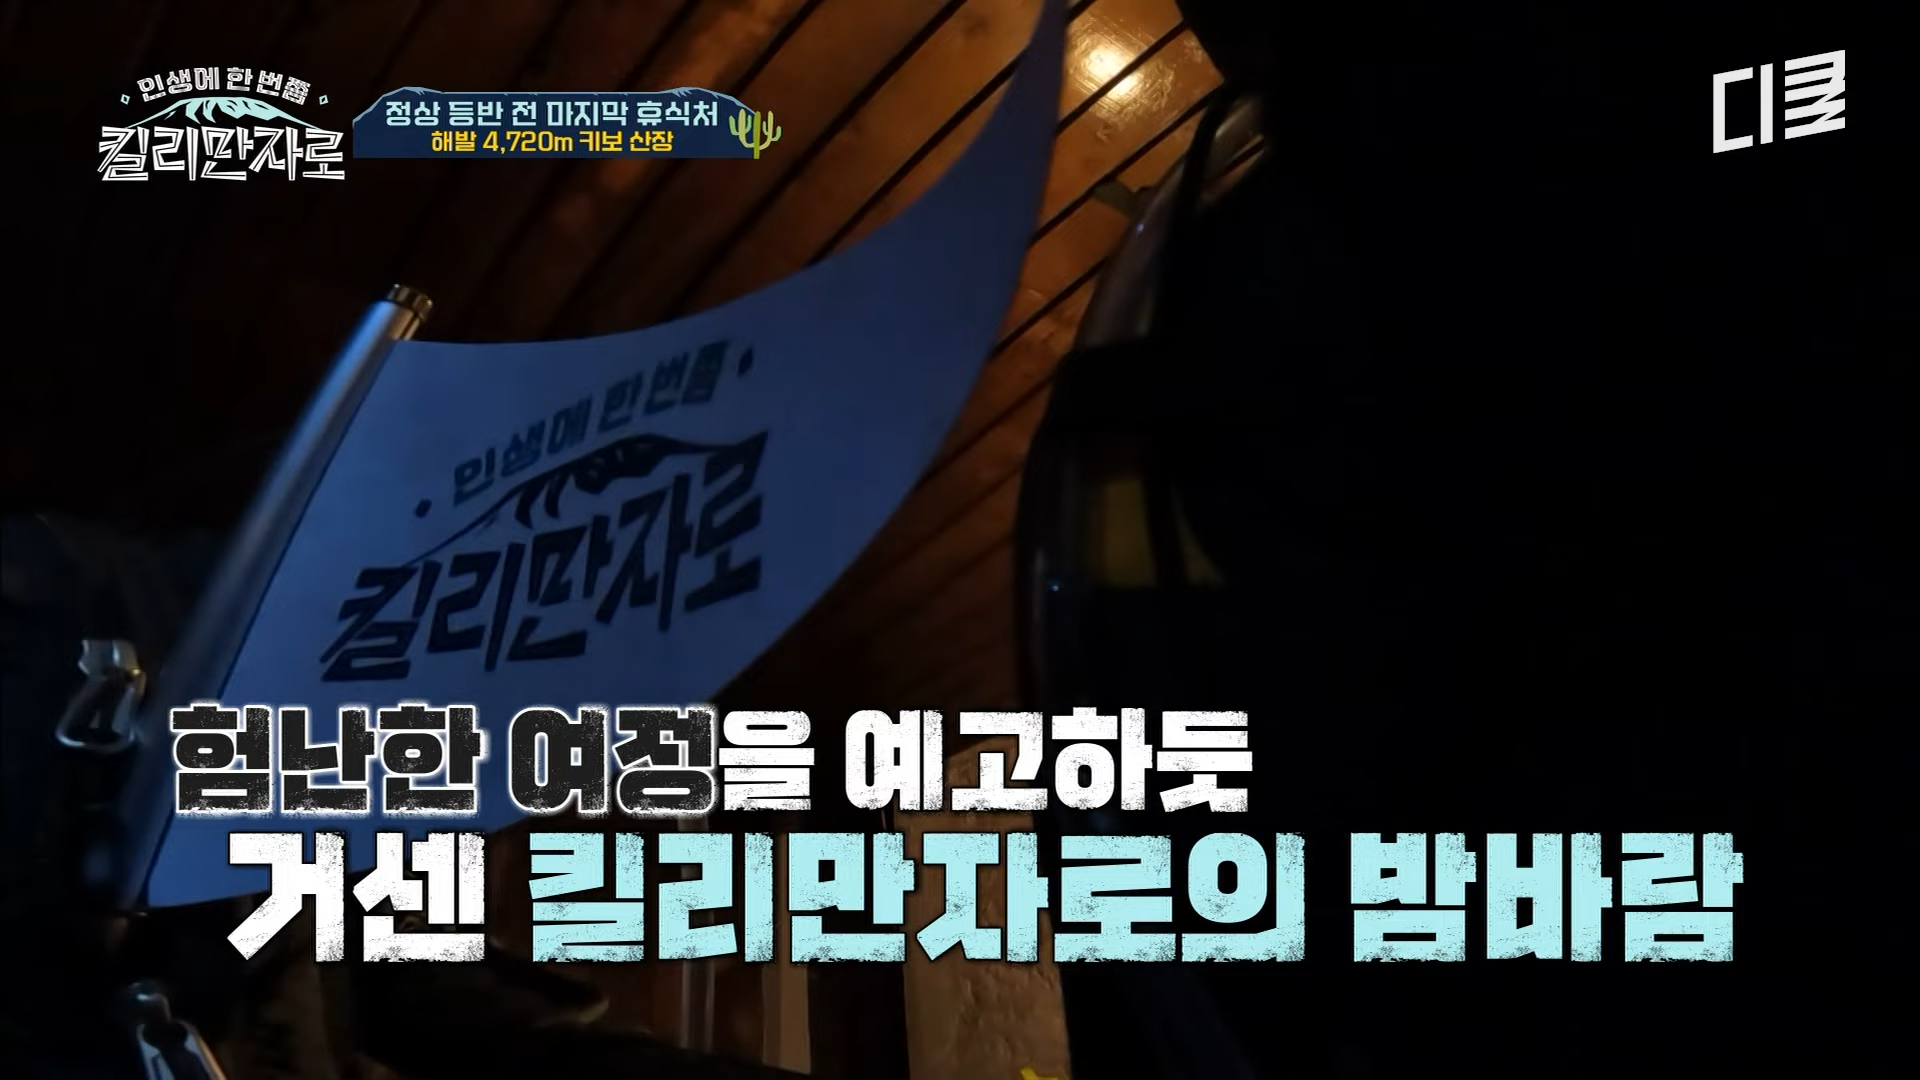 인생에 한 번쯤
킬리만자로
정상 등반 전 마지막 휴식처
해발 4,720m 키보 산장
디클
인생에 한 번쯤
킬리만자로
험난한 여정을 예고하듯
거센 킬리만자로의 밤바람